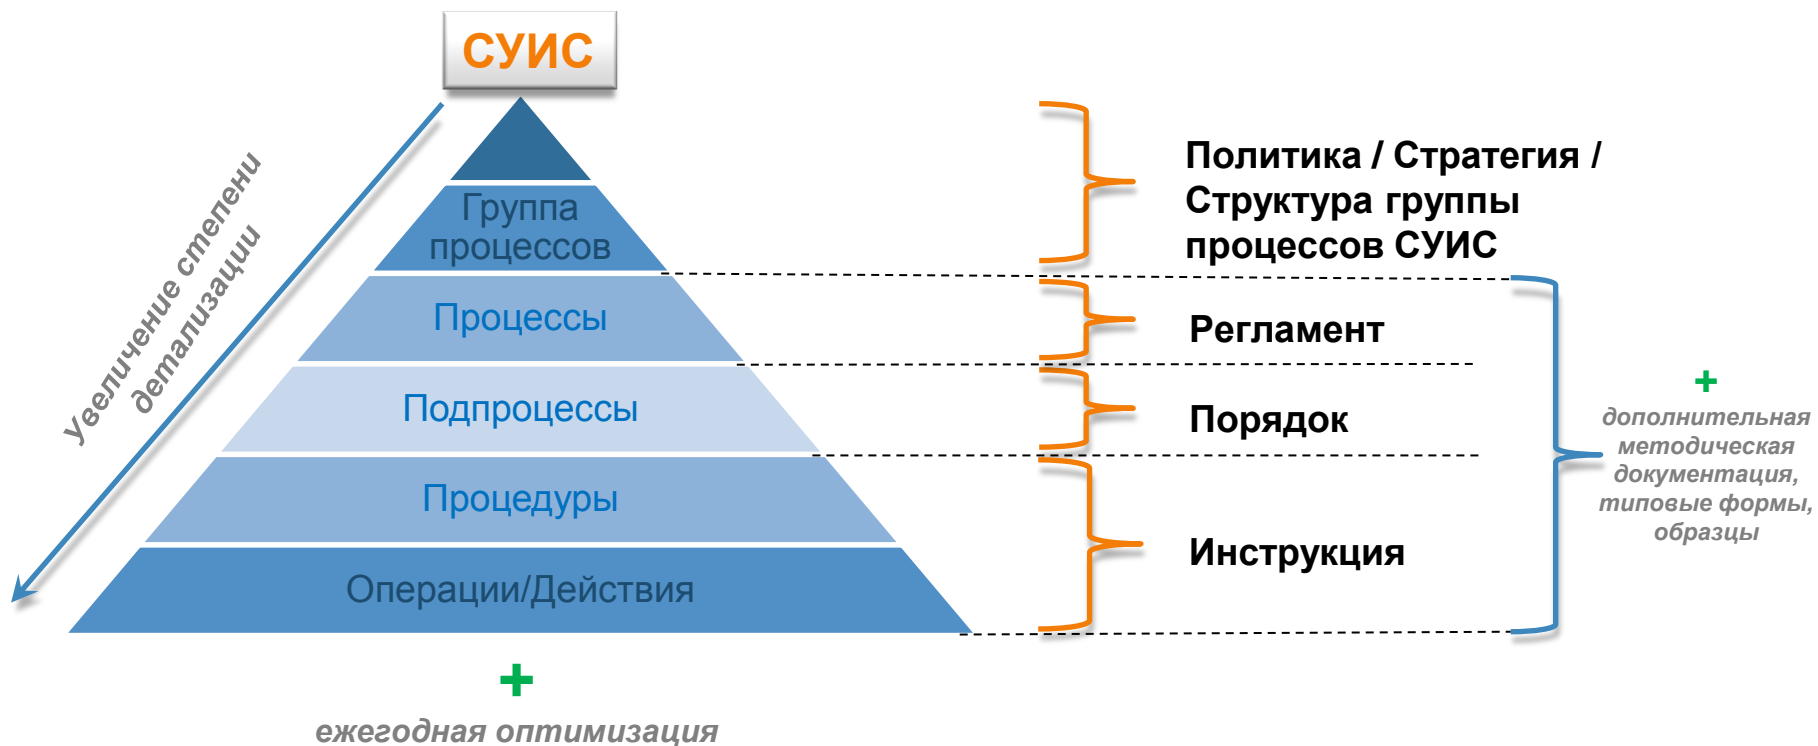 СУИС
Увеличение степени
детализации
Группа
процессов
Процессы
Подпроцессы
Процедуры
Операции/Действия
+
ежегодная оптимизация
Политика / Стратегия /
Структура группы
процессов СУИС
Регламент
Порядок
Инструкция
+
дополнительная
методическая
документация,
типовые формы,
образцы